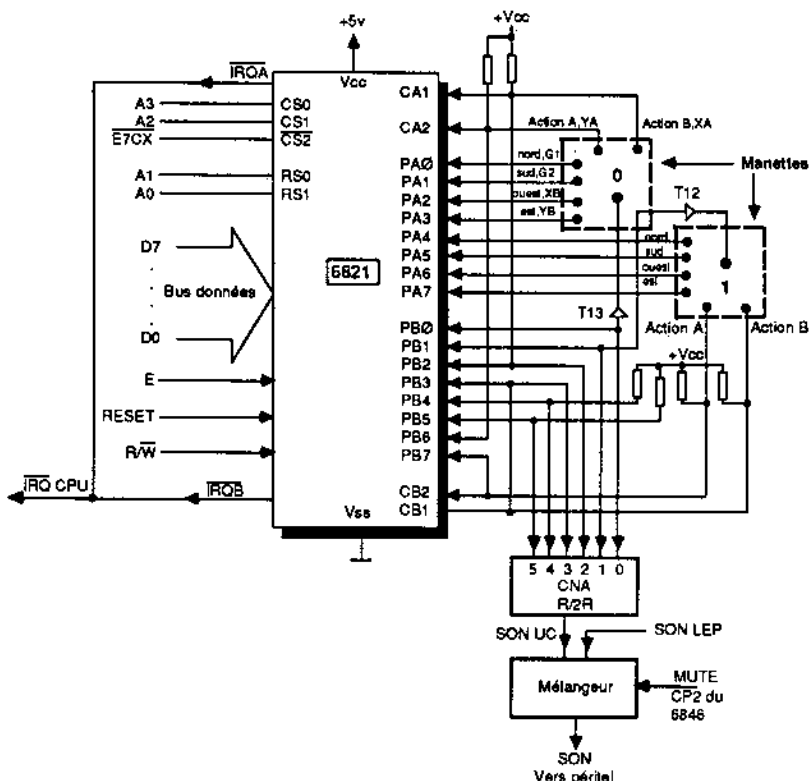 +5v
+Vcc
IRQA
Vcc
A3
CS0
A2
CS1
E7CX
CS2
A1
RS0
A0
RS1
D7
Bus données
D0
6821
E
RESET
R/W
IRQ CPU
IRQB
Vss
CA1
CA2
PAØ
PA1
PA2
PA3
PA4
PA5
PA6
PA7
PBØ
PB1
PB2
PB3
PB4
PB5
PB6
PB7
CB2
CB1
Action A,YA
Action B,XA
nord,G1
sud,G2
ouest,XB
est,YB
0
Manettes
T12
nord
sud
ouest
est
1
T13
Action A
Action B
+Vcc
5 4 3 2 1 0
CNA
R/2R
SON UC
SON LEP
Mélangeur
MUTE
CP2 du
6846
SON
Vers péritel